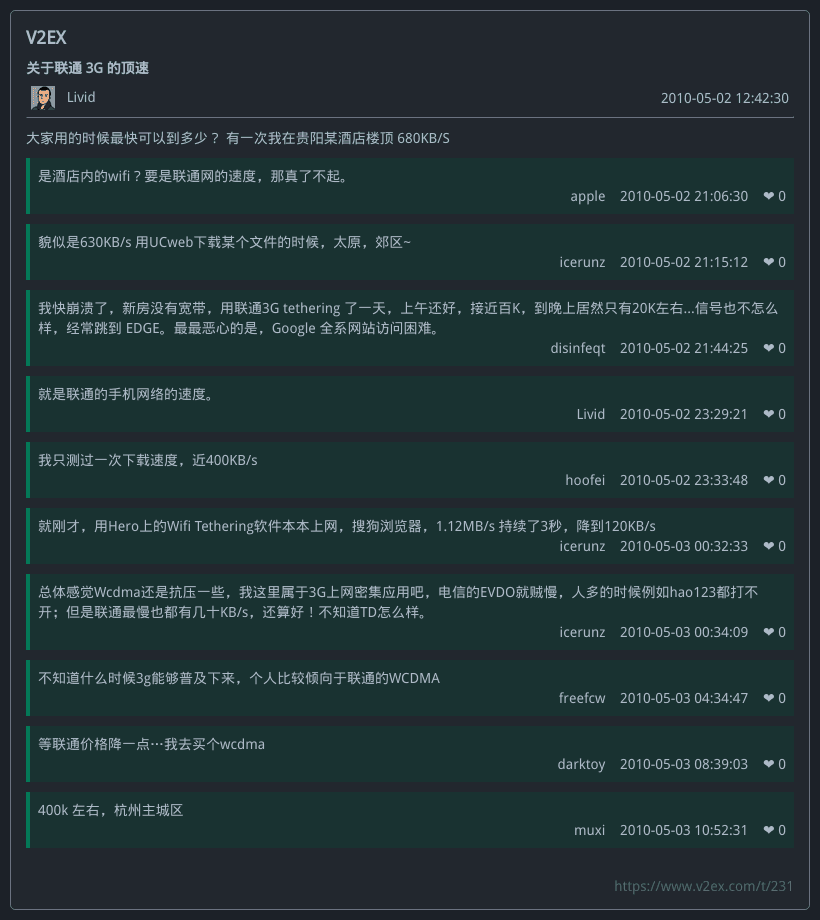 V2EX
关于联通 3G 的顶速
Livid 2010-05-02 12:42:30
大家用的时候最快可以到多少？ 有一次我在贵阳某酒店楼顶 680KB/S
是酒店内的wifi？要是联通网的速度，那真了不起。
apple 2010-05-02 21:06:30 ❤ 0
貌似是630KB/s 用UCweb下载某个文件的时候，太原，郊区~
icerunz 2010-05-02 21:15:12 ❤ 0
我快崩溃了，新房没有宽带，用联通3G tethering 了一天，上午还好，接近百K，到晚上居然只有20K左右...信号也不怎么
样，经常跳到 EDGE。最最恶心的是，Google 全系网站访问困难。
disinfeqt 2010-05-02 21:44:25 ❤ 0
就是联通的手机网络的速度。
Livid 2010-05-02 23:29:21 ❤ 0
我只测过一次下载速度，近400KB/s
hoofei 2010-05-02 23:33:48 ❤ 0
就刚才，用Hero上的Wifi Tethering软件本本上网，搜狗浏览器，1.12MB/s 持续了3秒，降到120KB/s
icerunz 2010-05-03 00:32:33 ❤ 0
总体感觉Wcdma还是抗压一些，我这里属于3G上网密集应用吧，电信的EVDO就贼慢，人多的时候例如hao123都打不
开；但是联通最慢也都有几十KB/s，还算好！不知道TD怎么样。
icerunz 2010-05-03 00:34:09 ❤ 0
不知道什么时候3g能够普及下来，个人比较倾向于联通的WCDMA
freefcw 2010-05-03 04:34:47 ❤ 0
等联通价格降一点…我去买个wcdma
darktoy 2010-05-03 08:39:03 ❤ 0
400k 左右，杭州主城区
muxi 2010-05-03 10:52:31 ❤ 0
https://www.v2ex.com/t/231